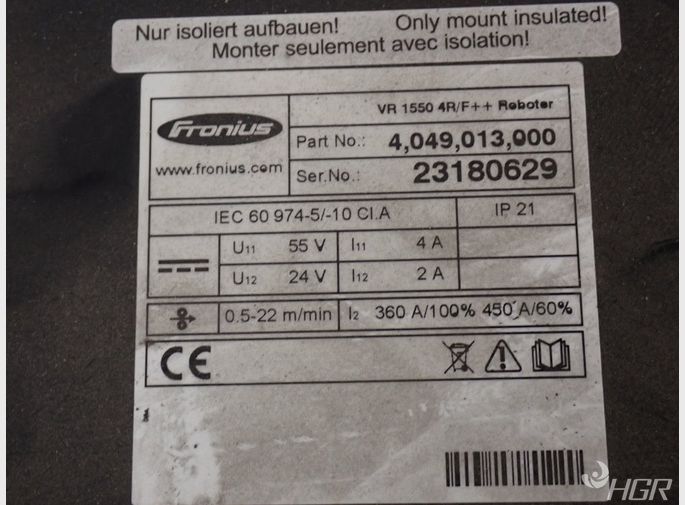 Nur isoliert aufbauen! Only mount insulated!
Monter seulement avec isolation!
Fronius
www.fronius.com
VR 1550 4R/F++ Roboter
Part No.: 4,049,013,000
Ser.No.: 23180629
IEC 60 974-5/-10 Cl.A IP 21
U11 55 V I11 4 A
U12 24 V I12 2 A
0.5-22 m/min I2 360 A/100% 450 A/60%
CE
HGR